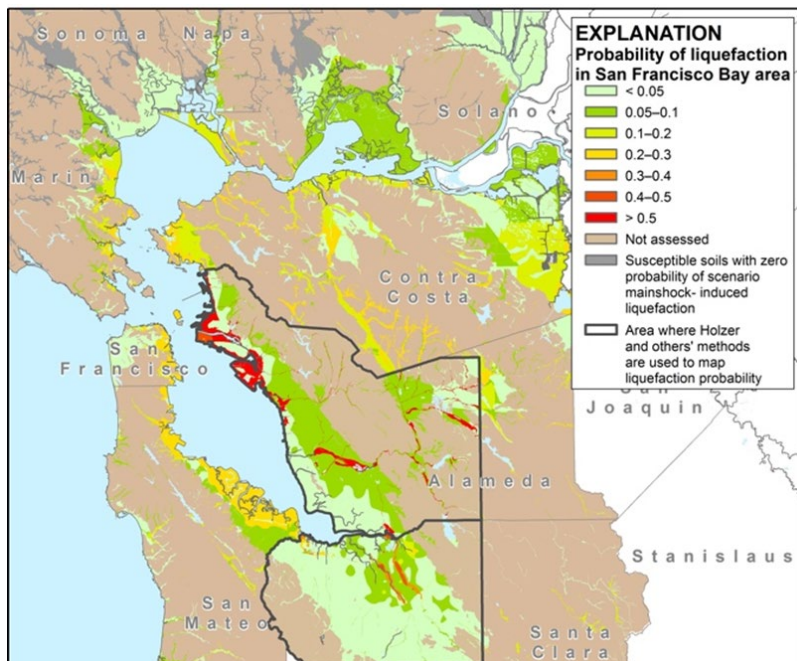 EXPLANATION
Probability of liquefaction
in San Francisco Bay area
< 0.05
0.05–0.1
0.1–0.2
0.2–0.3
0.3–0.4
0.4–0.5
> 0.5
Not assessed
Susceptible soils with zero
probability of scenario
mainshock- induced
liquefaction
Area where Holzer
and others' methods
are used to map
liquefaction probability
Sonoma
Napa
Solano
Marin
Contra
Costa
San
Francisco
San
Joaquin
Alameda
Stanislaus
San
Mateo
Santa
Clara